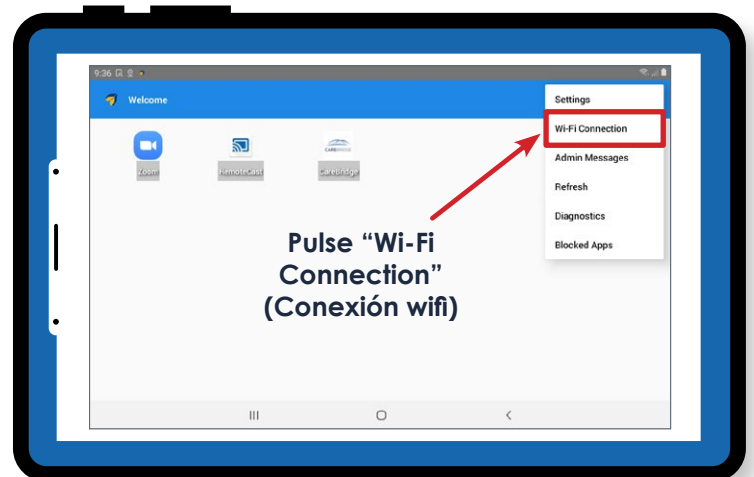 9:36
Welcome
Settings
Wi-Fi Connection
Admin Messages
Refresh
Diagnostics
Blocked Apps
Zoom
RemoteCast
CareBridge
CAREBRIDGE
Pulse “Wi-Fi
Connection”
(Conexión wifi)